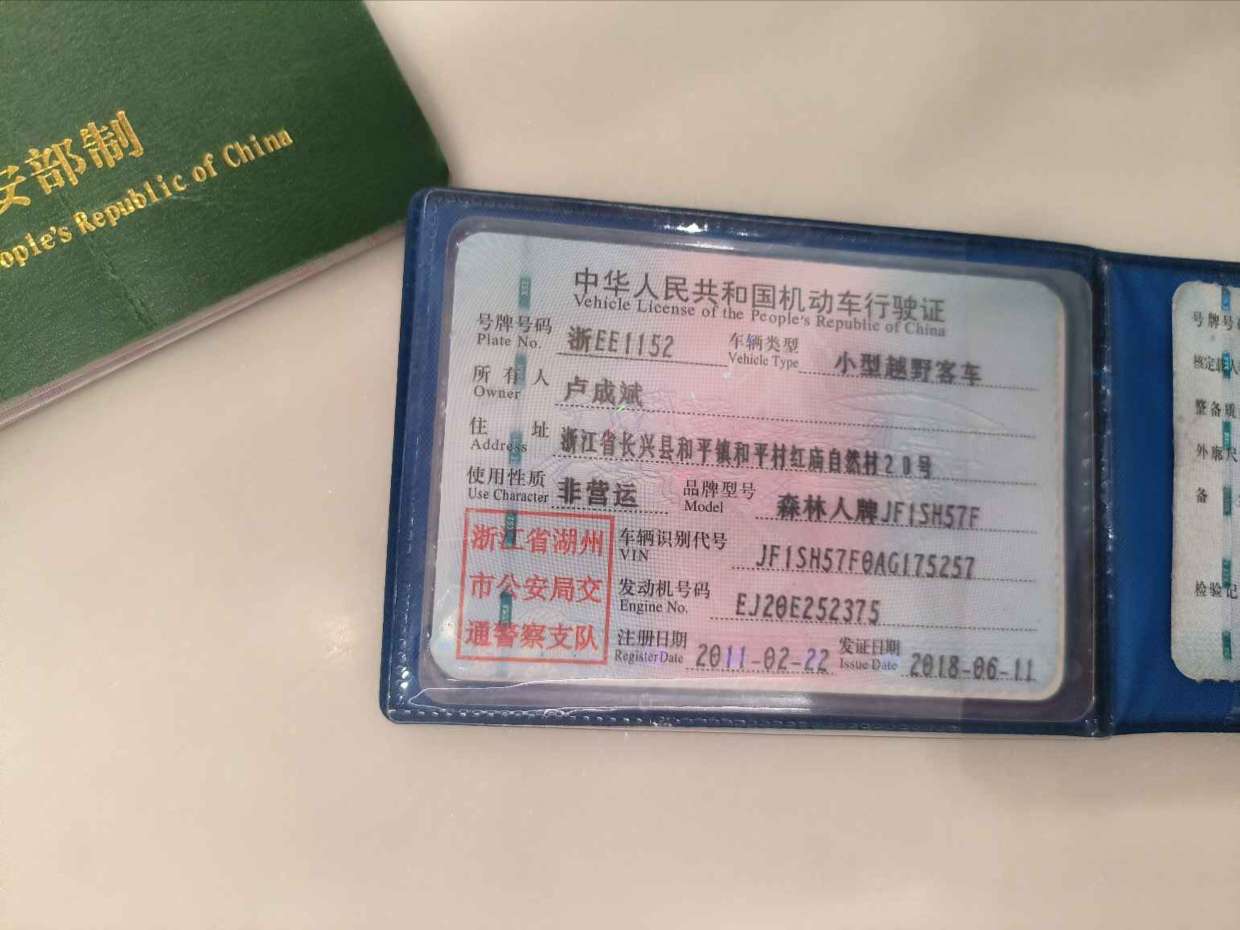 安部制
ople's Republic of China
中华人民共和国机动车行驶证
Vehicle License of the People's Republic of China
号牌号码 浙EE1152 车辆类型 小型越野客车
Plate No. Vehicle Type
所有人 卢成斌
Owner
住址 浙江省长兴县和平镇和平村红庙自然村20号
Address
使用性质 非营运 品牌型号 森林人牌JF1SH57F
Use Character Model
浙江省湖州
市公安局交
通警察支队
车辆识别代号 JF1SH57F0AG175257
VIN
发动机号码 EJ20E252375
Engine No.
注册日期 2011-02-22 发证日期 2018-06-11
Register Date Issue Date
号牌号
核定载人
整备质
外廓尺
备
检验记